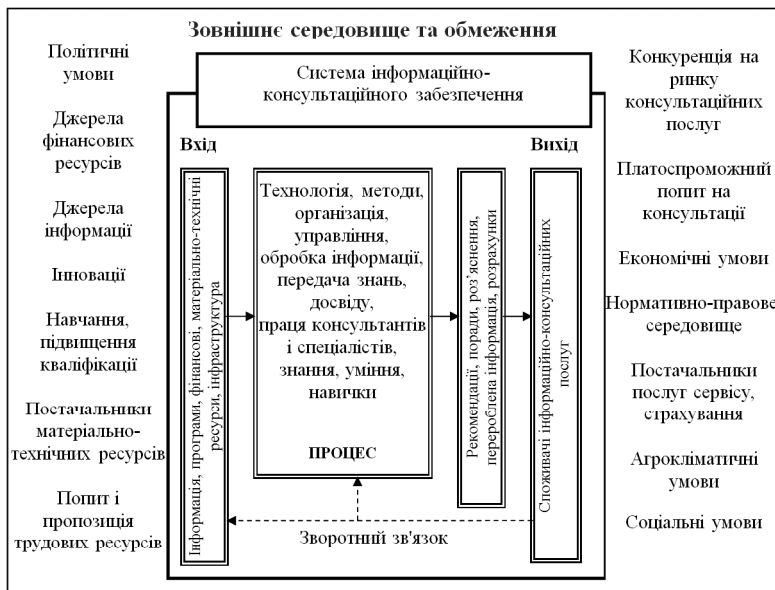 Зовнішнє середовище та обмеження
Політичні
умови
Джерела
фінансових
ресурсів
Джерела
інформації
Інновації
Навчання,
підвищення
кваліфікації
Постачальники
матеріально-
технічних ресурсів
Попит і
пропозиція
трудових ресурсів
Система інформаційно-
консультаційного забезпечення
Вхід
Інформація, програми, фінансові, матеріально-технічні
ресурси, інфраструктура
Технологія, методи,
організація,
управління,
обробка інформації,
передача знань,
досвіду,
праця консультантів
і спеціалістів,
знання, уміння,
навички
ПРОЦЕС
Рекомендації, поради, роз’яснення,
перероблена інформація, розрахунки
Вихід
Споживачі інформаційно-консультаційних
послуг
Зворотний зв'язок
Конкуренція на
ринку
консультаційних
послуг
Платоспроможний
попит на
консультації
Економічні умови
Нормативно-правове
середовище
Постачальники
послуг сервісу,
страхування
Агрокліматичні
умови
Соціальні умови